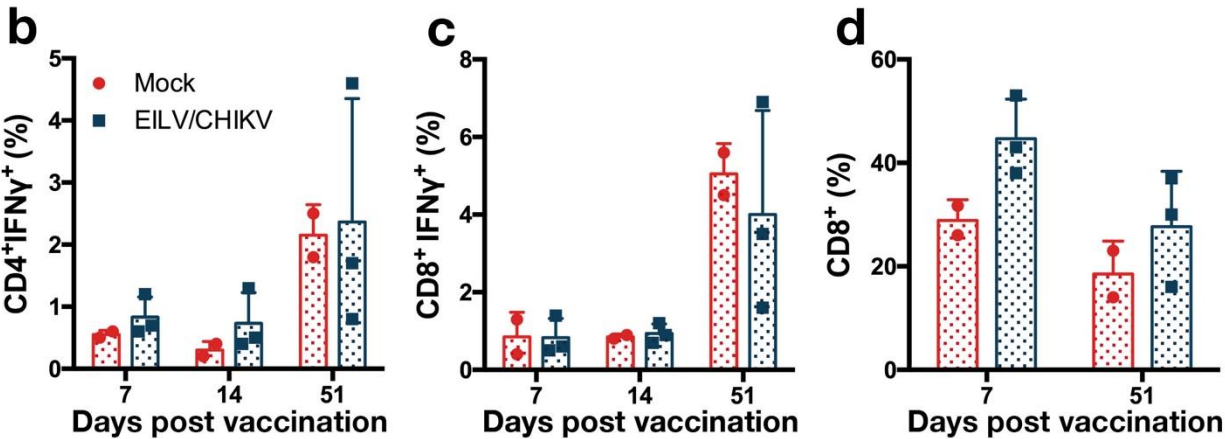 b
CD4⁺IFNγ⁺ (%)
5
4
3
2
1
0
Mock
EILV/CHIKV
7 14 51
Days post vaccination
c
CD8⁺ IFNγ⁺ (%)
8
6
4
2
0
7 14 51
Days post vaccination
d
CD8⁺ (%)
60
40
20
0
7 51
Days post vaccination